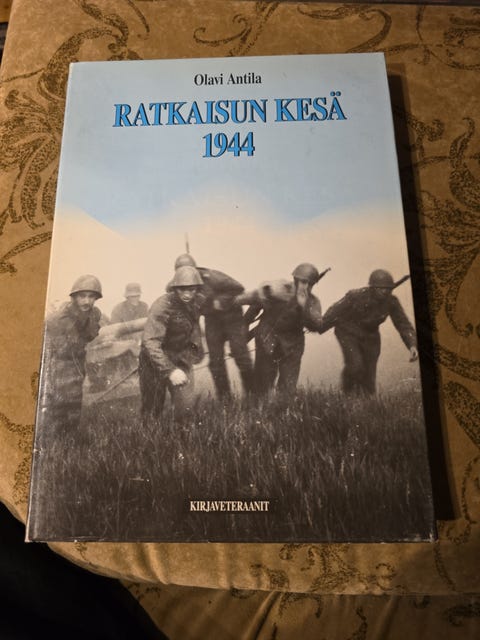 Olavi Antila
RATKAISUN KESÄ
1944
KIRJAVETERAANIT